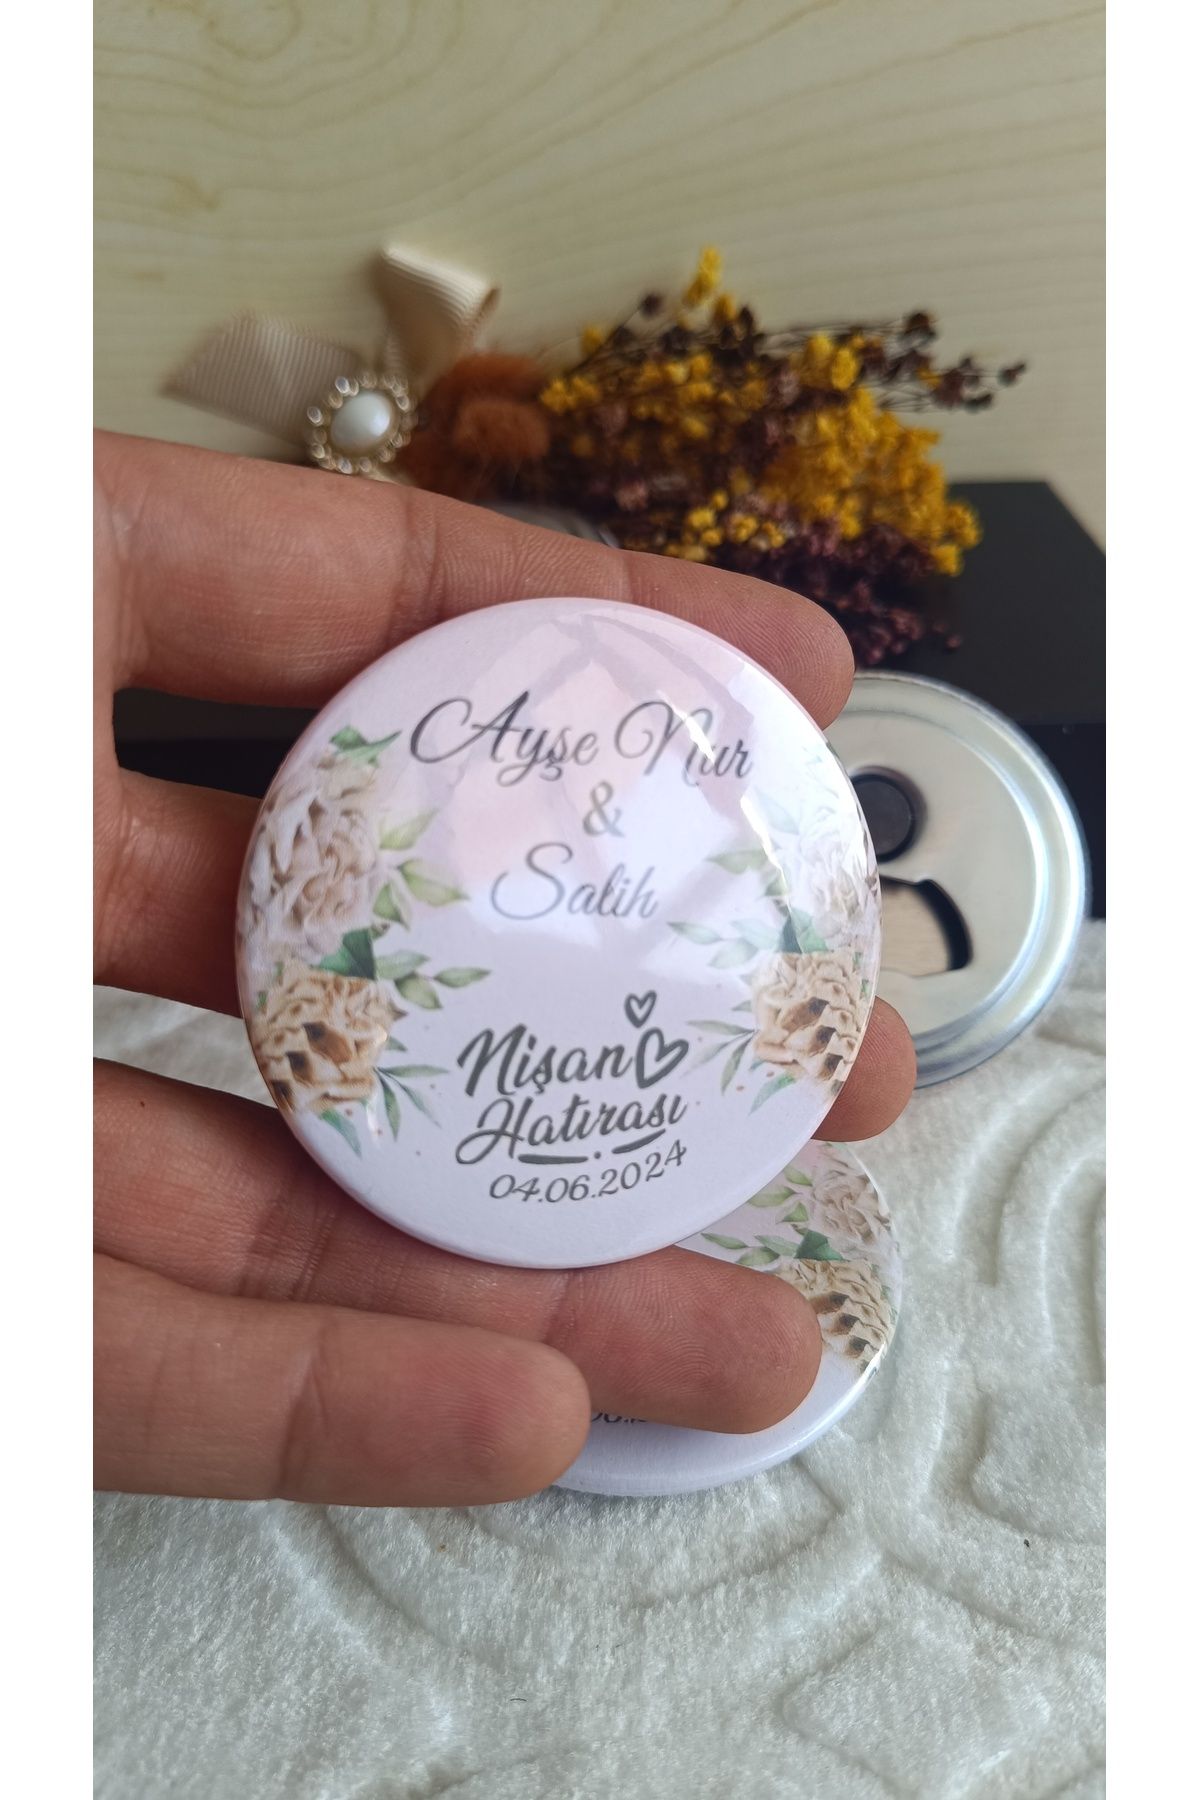 Ayşe Nur
&
Salih
Nişan
Hatırası
04.06.2024